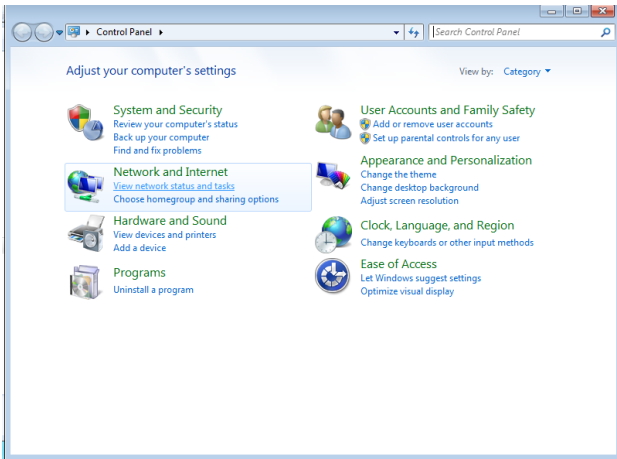 Control Panel
Search Control Panel
Adjust your computer's settings
View by: Category
System and Security
Review your computer's status
Back up your computer
Find and fix problems
Network and Internet
View network status and tasks
Choose homegroup and sharing options
Hardware and Sound
View devices and printers
Add a device
Programs
Uninstall a program
User Accounts and Family Safety
Add or remove user accounts
Set up parental controls for any user
Appearance and Personalization
Change the theme
Change desktop background
Adjust screen resolution
Clock, Language, and Region
Change keyboards or other input methods
Ease of Access
Let Windows suggest settings
Optimize visual display